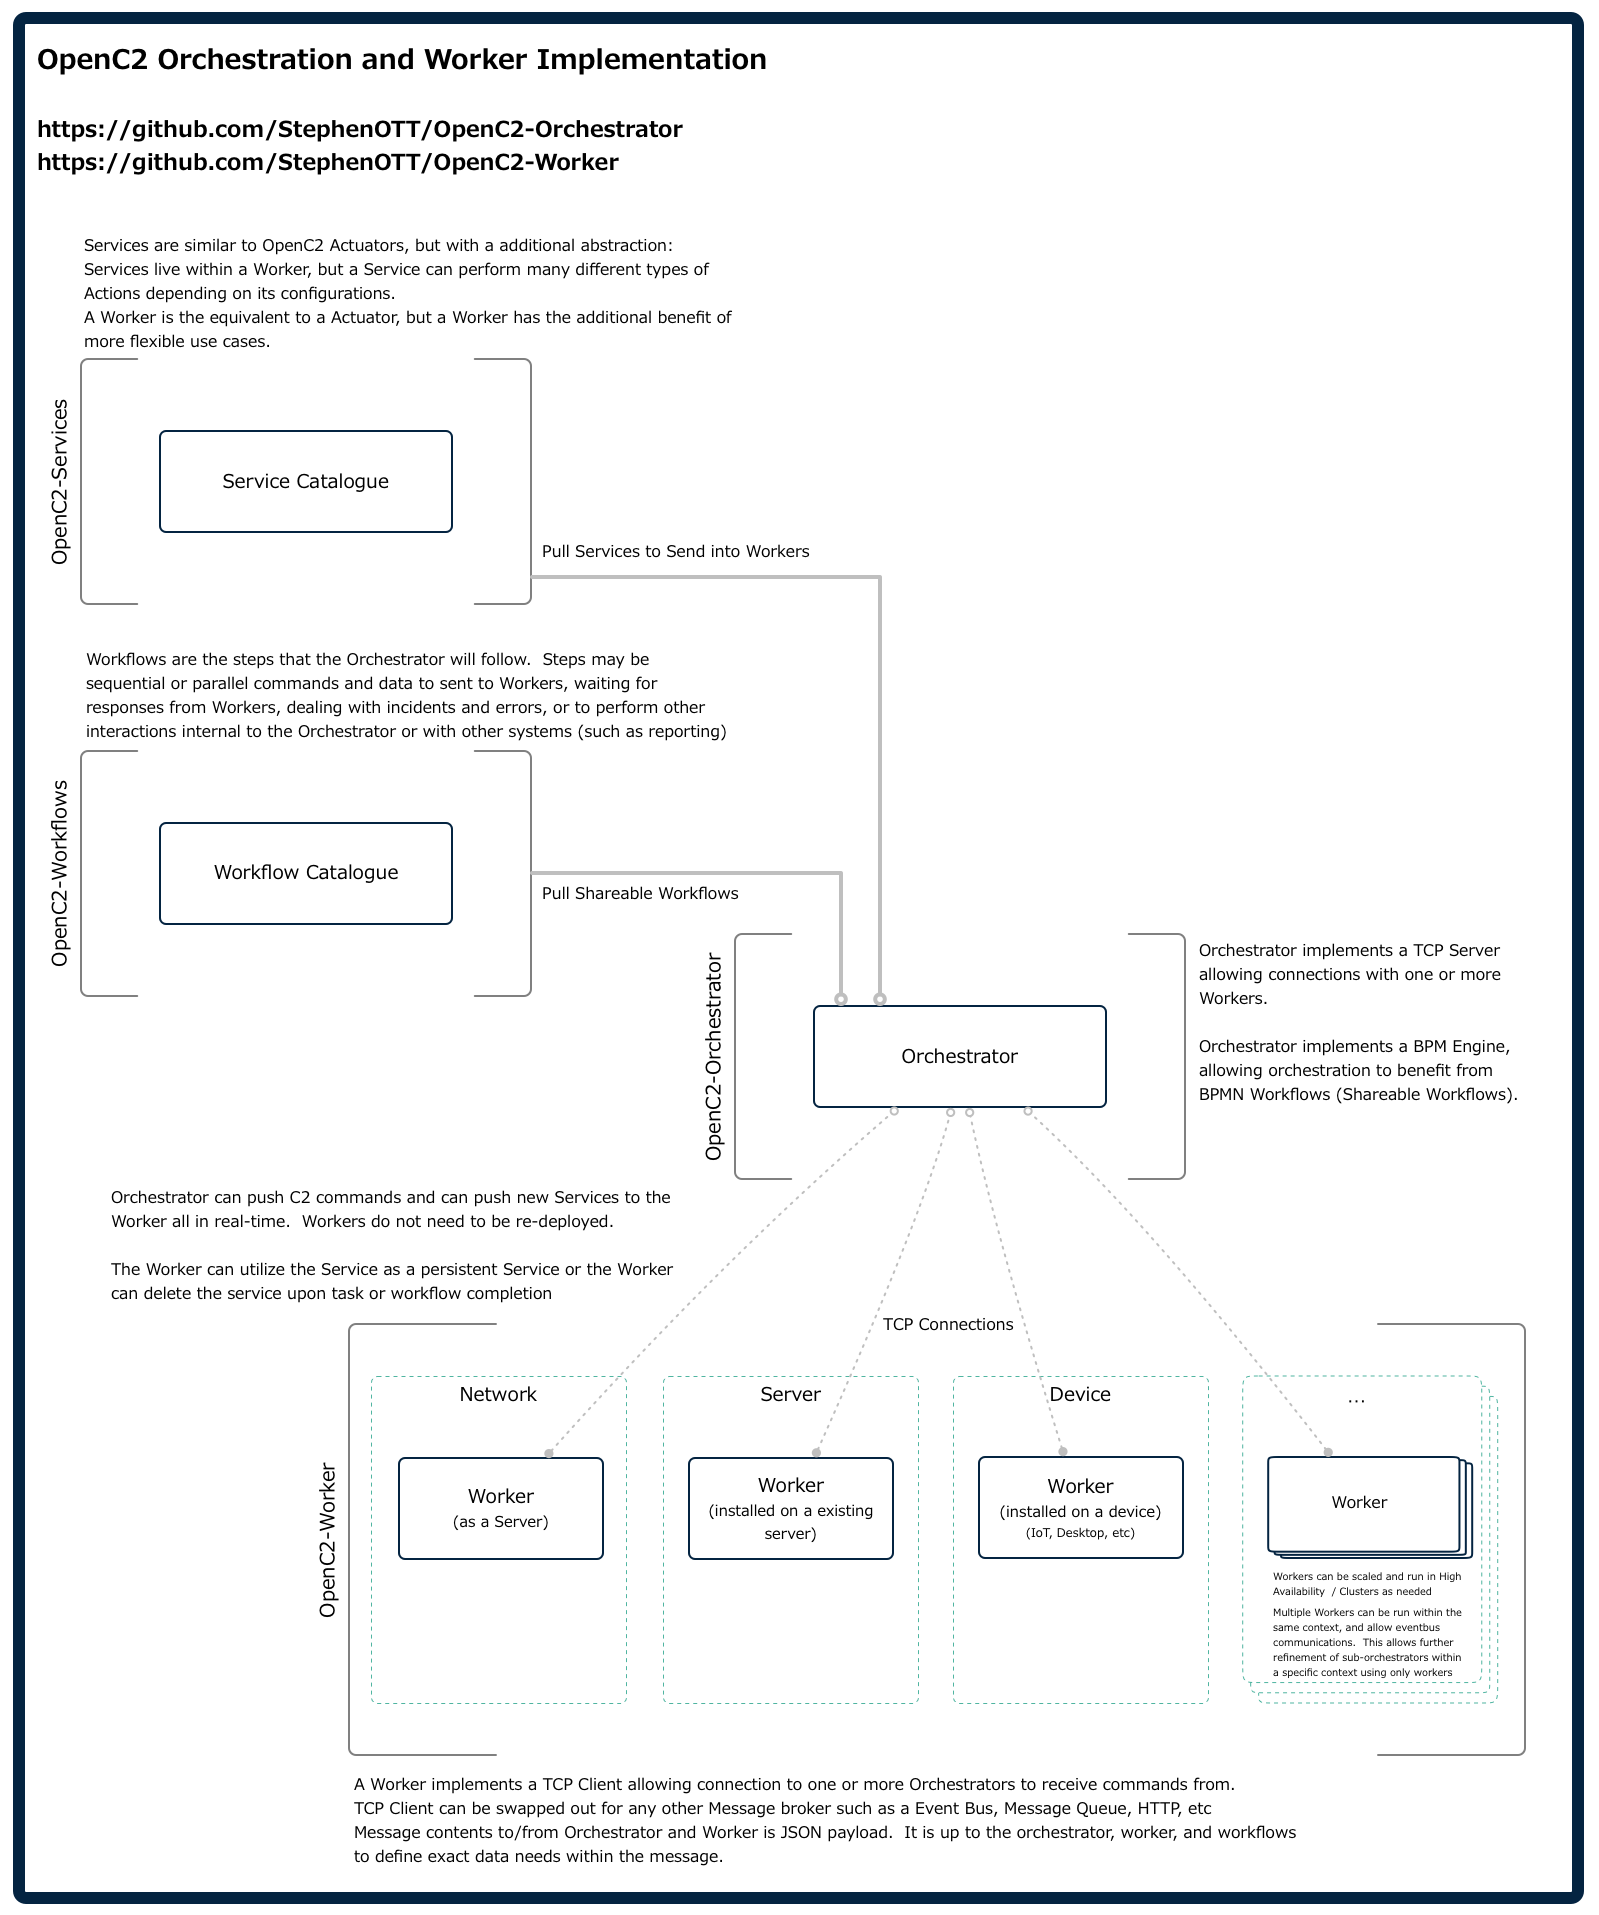 OpenC2 Orchestration and Worker Implementation
https://github.com/StephenOTT/OpenC2-Orchestrator
https://github.com/StephenOTT/OpenC2-Worker
Services are similar to OpenC2 Actuators, but with a additional abstraction:
Services live within a Worker, but a Service can perform many different types of
Actions depending on its configurations.
A Worker is the equivalent to a Actuator, but a Worker has the additional benefit of
more flexible use cases.
OpenC2-Services
Service Catalogue
Pull Services to Send into Workers
Workflows are the steps that the Orchestrator will follow.  Steps may be
sequential or parallel commands and data to sent to Workers, waiting for
responses from Workers, dealing with incidents and errors, or to perform other
interactions internal to the Orchestrator or with other systems (such as reporting)
OpenC2-Workflows
Workflow Catalogue
Pull Shareable Workflows
OpenC2-Orchestrator
Orchestrator
Orchestrator implements a TCP Server
allowing connections with one or more
Workers.
Orchestrator implements a BPM Engine,
allowing orchestration to benefit from
BPMN Workflows (Shareable Workflows).
Orchestrator can push C2 commands and can push new Services to the
Worker all in real-time.  Workers do not need to be re-deployed.
The Worker can utilize the Service as a persistent Service or the Worker
can delete the service upon task or workflow completion
TCP Connections
OpenC2-Worker
Network
Worker
(as a Server)
Server
Worker
(installed on a existing
server)
Device
Worker
(installed on a device)
(IoT, Desktop, etc)
...
Worker
Workers can be scaled and run in High
Availability  / Clusters as needed
Multiple Workers can be run within the
same context, and allow eventbus
communications.  This allows further
refinement of sub-orchestrators within
a specific context using only workers
A Worker implements a TCP Client allowing connection to one or more Orchestrators to receive commands from.
TCP Client can be swapped out for any other Message broker such as a Event Bus, Message Queue, HTTP, etc
Message contents to/from Orchestrator and Worker is JSON payload.  It is up to the orchestrator, worker, and workflows
to define exact data needs within the message.